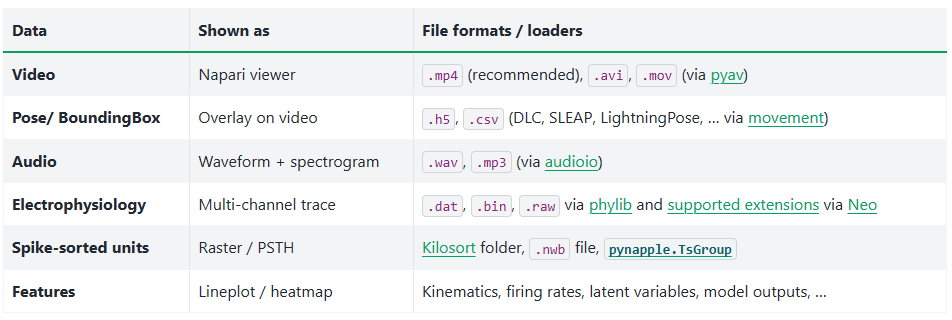 Data Shown as File formats / loaders
Video Napari viewer .mp4 (recommended), .avi, .mov (via pyav)
Pose/ BoundingBox Overlay on video .h5, .csv (DLC, SLEAP, LightningPose, ... via movement)
Audio Waveform + spectrogram .wav, .mp3 (via audioio)
Electrophysiology Multi-channel trace .dat, .bin, .raw via phylib and supported extensions via Neo
Spike-sorted units Raster / PSTH Kilosort folder, .nwb file, pynapple.TsGroup
Features Lineplot / heatmap Kinematics, firing rates, latent variables, model outputs, ...